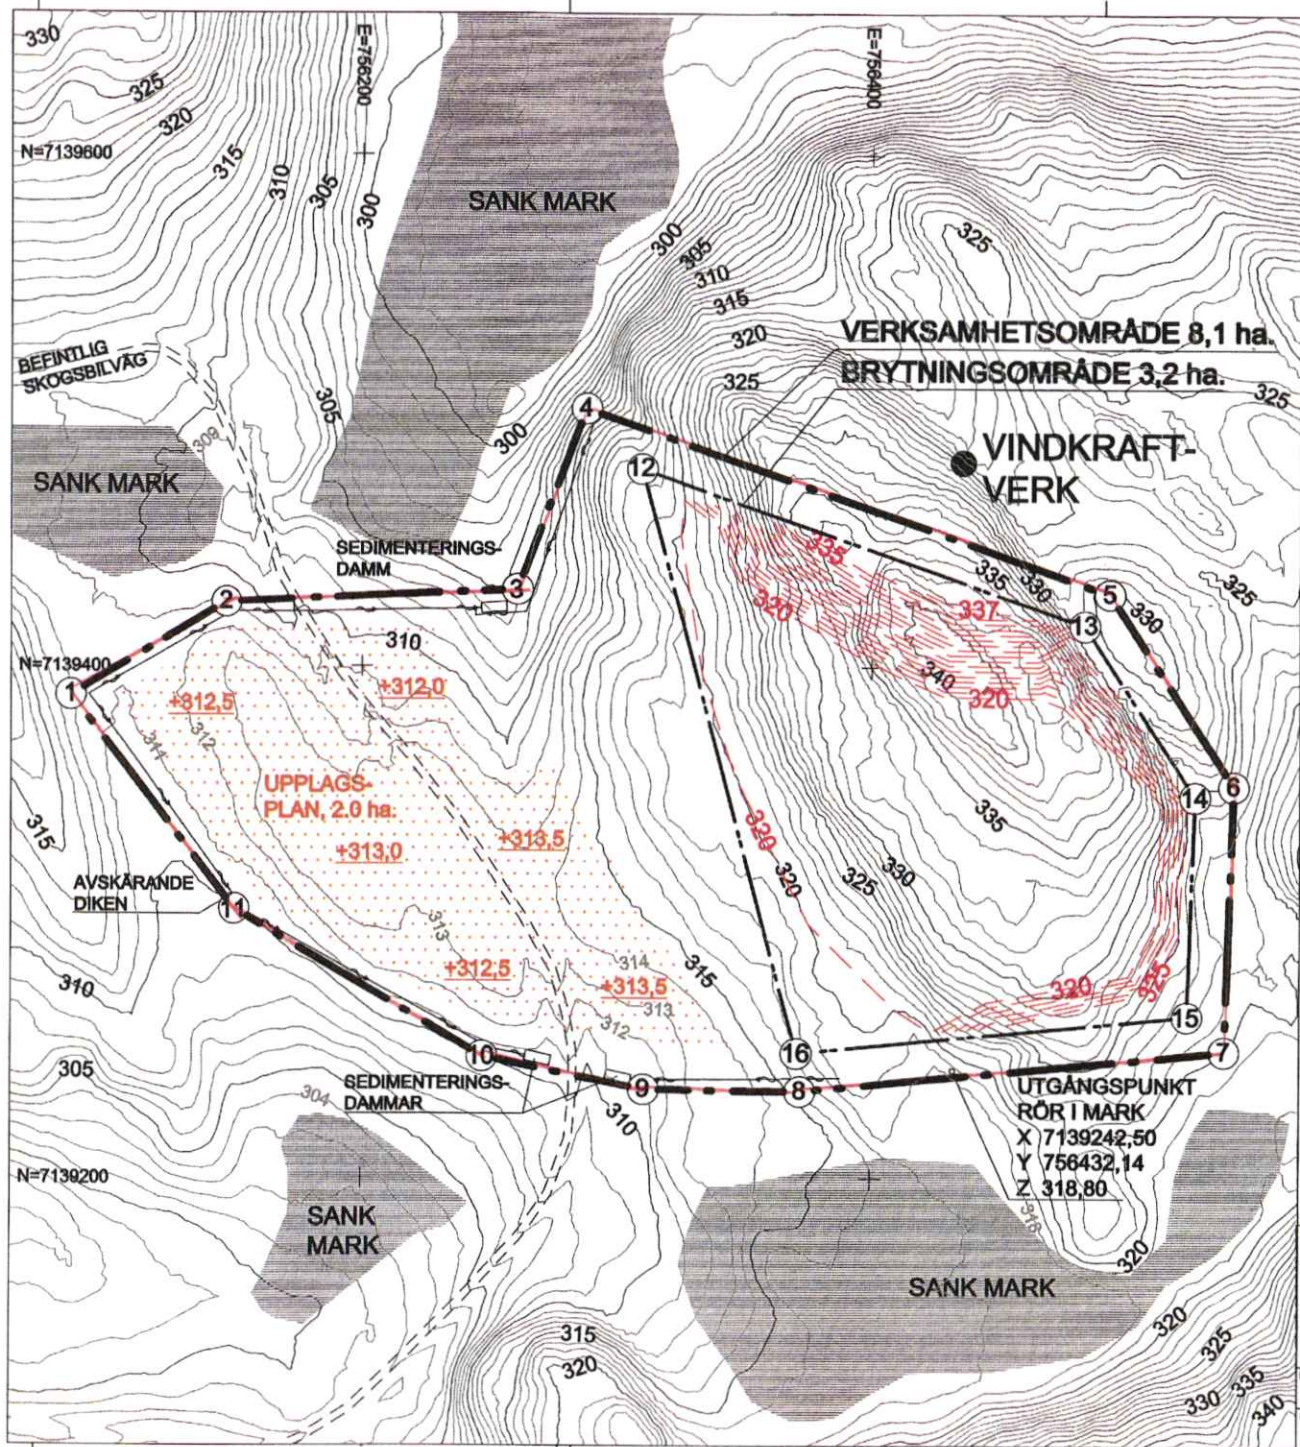 330
325
320
315
310
305
300
E=756200
E=756400
N=7139600
SANK MARK
325
300
305
310
315
320
325
VERKSAMHETSOMRÅDE 8,1 ha.
BRYTNINGSOMRÅDE 3,2 ha.
325
BEFINTLIG
SKOGSBILVÄG
305
300
309
4
12
VINDKRAFT-
VERK
SANK MARK
SEDIMENTERINGS-
DAMM
335
335
330
325
2
3
5
320
337
13
330
310
N=7139400
1
+312,5
+312,0
340
320
312
311
UPPLAGS-
PLAN, 2.0 ha.
6
14
315
+313,0
+313,5
320
335
320
325
330
AVSKÄRANDE
DIKEN
11
313
+312,5
314
+313,5
313
312
315
310
320
325
15
16
10
9
8
7
305
304
SEDIMENTERINGS-
DAMMAR
310
UTGÅNGSPUNKT
RÖR I MARK
X 7139242,50
Y 756432,14
Z 318,80
N=7139200
SANK
MARK
318
320
SANK MARK
315
320
320
325
330
335
340